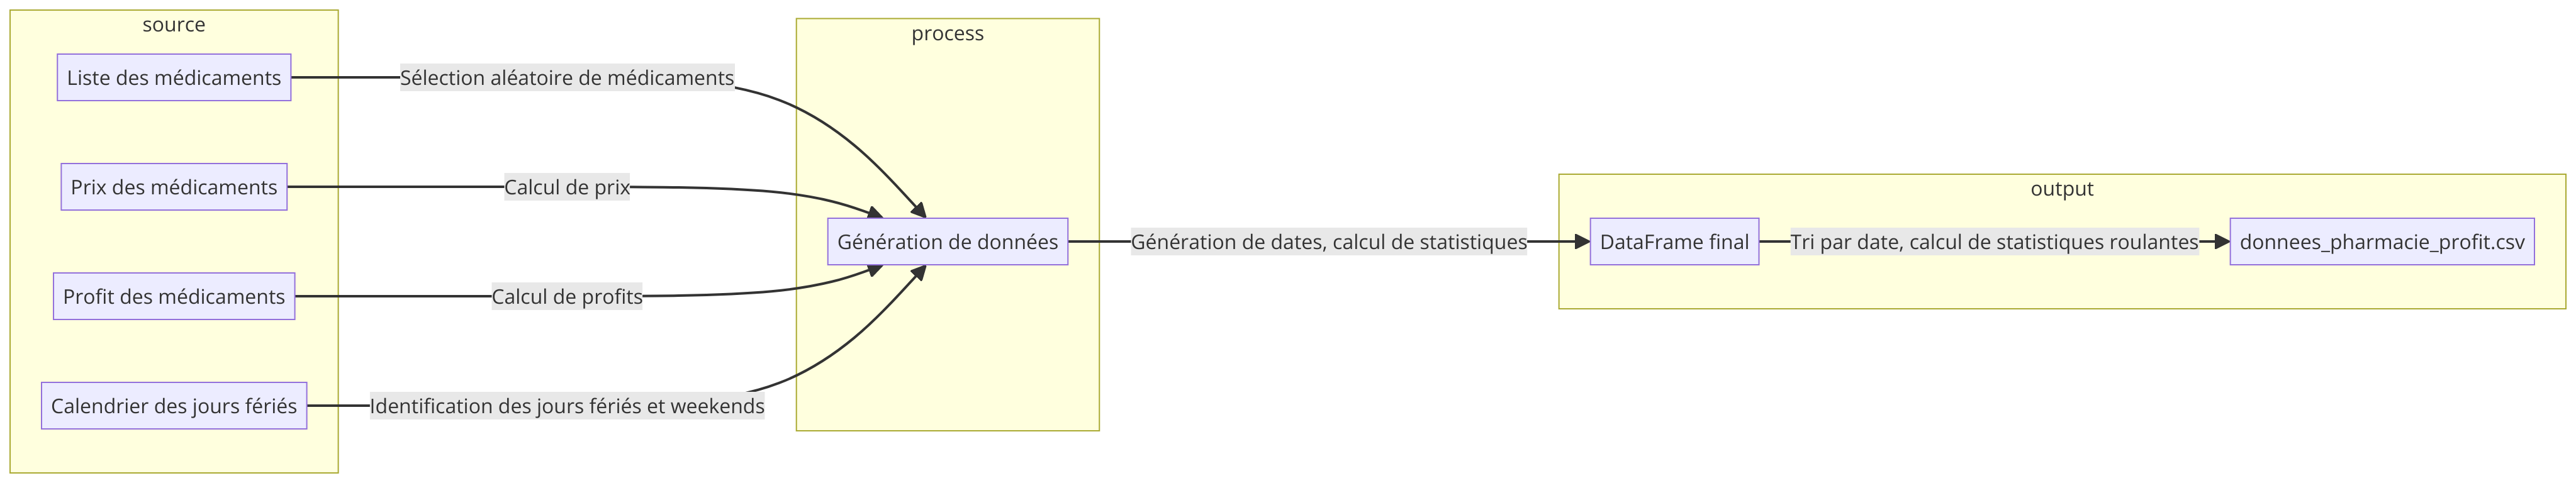 source
Liste des médicaments
Sélection aléatoire de médicaments
Prix des médicaments
Calcul de prix
Profit des médicaments
Calcul de profits
Calendrier des jours fériés
Identification des jours fériés et weekends
process
Génération de données
Génération de dates, calcul de statistiques
output
DataFrame final
Tri par date, calcul de statistiques roulantes
donnees_pharmacie_profit.csv